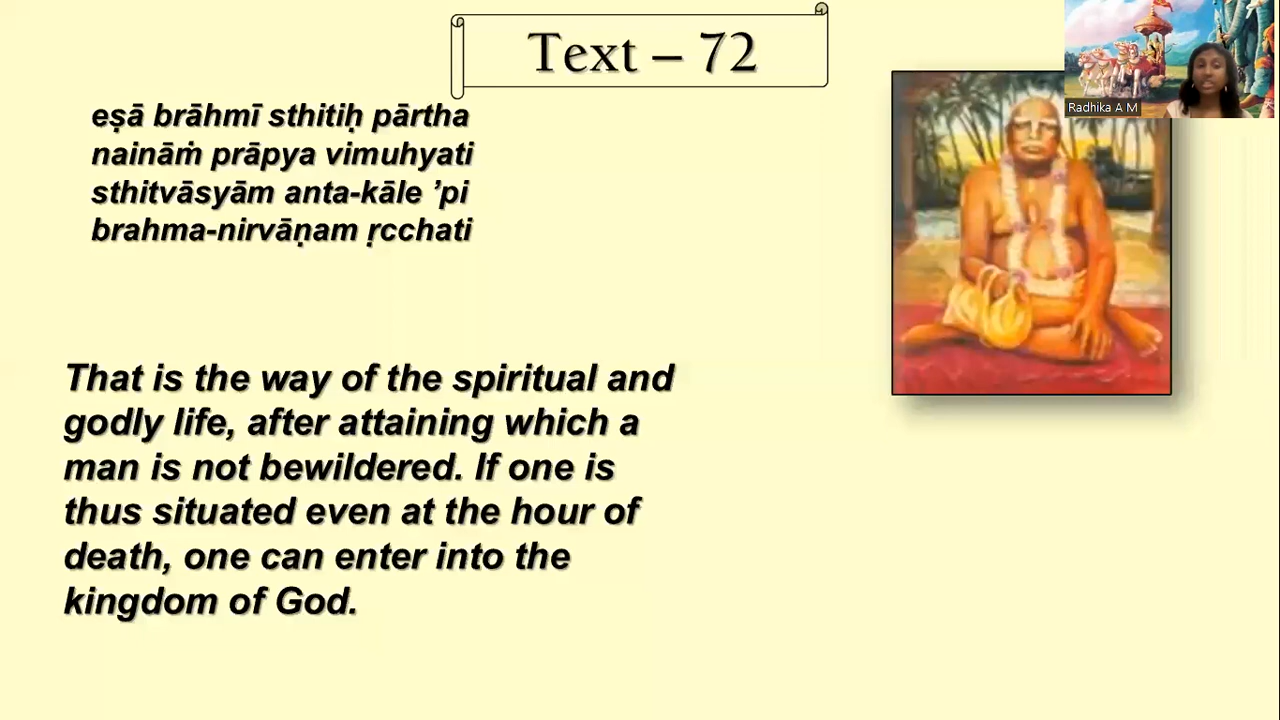 Text – 72
Radhika A M
eṣā brāhmī sthitiḥ pārtha
naināṁ prāpya vimuhyati
sthitvāsyām anta-kāle ’pi
brahma-nirvāṇam ṛcchati
That is the way of the spiritual and
godly life, after attaining which a
man is not bewildered. If one is
thus situated even at the hour of
death, one can enter into the
kingdom of God.